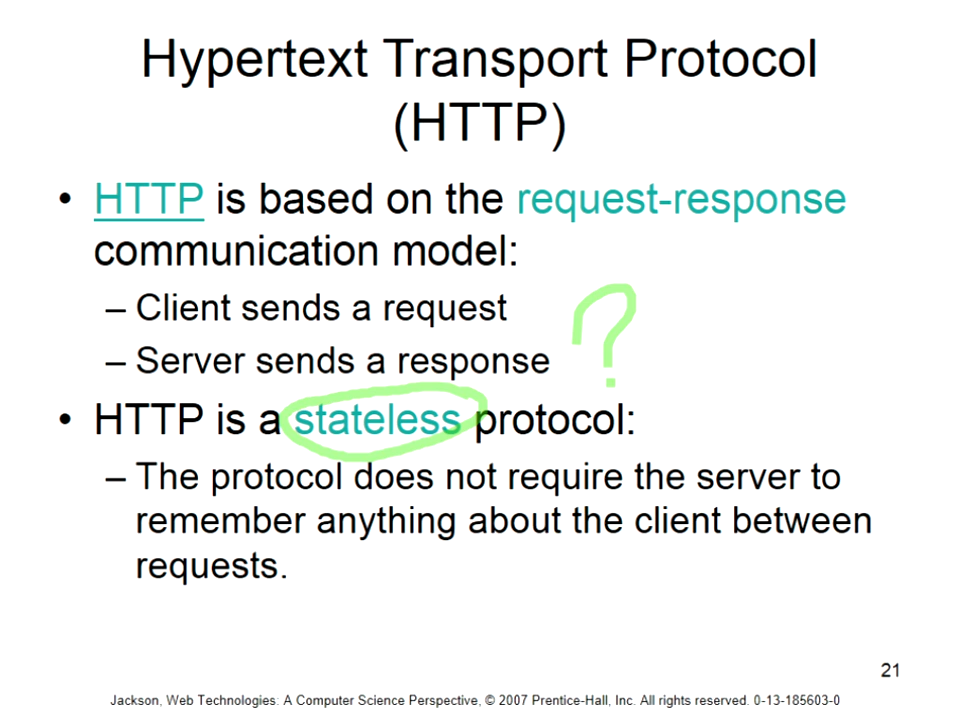 Hypertext Transport Protocol
(HTTP)
• HTTP is based on the request-response
communication model:
– Client sends a request
– Server sends a response
?
• HTTP is a stateless protocol:
– The protocol does not require the server to
remember anything about the client between
requests.
21
Jackson, Web Technologies: A Computer Science Perspective, © 2007 Prentice-Hall, Inc. All rights reserved. 0-13-185603-0